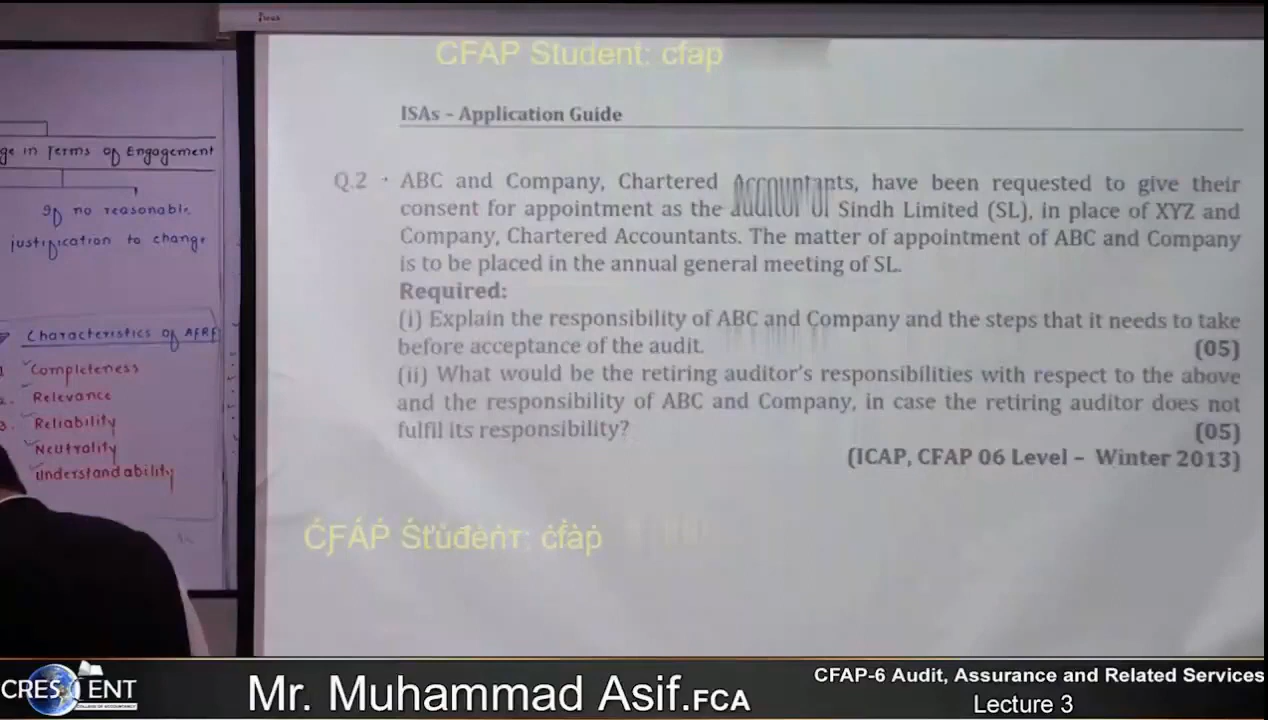 CFAP Student: cfap
ge in Terms of Engagement
If no reasonable
justification to change
Characteristics of AFRF
Completeness
2. Relevance
3. Reliability
Neutrality
Understandability
ISAs – Application Guide
Q.2 · ABC and Company, Chartered Accountants, have been requested to give their
consent for appointment as the auditor of Sindh Limited (SL), in place of XYZ and
Company, Chartered Accountants. The matter of appointment of ABC and Company
is to be placed in the annual general meeting of SL.
Required:
(i) Explain the responsibility of ABC and Company and the steps that it needs to take
before acceptance of the audit. (05)
(ii) What would be the retiring auditor's responsibilities with respect to the above
and the responsibility of ABC and Company, in case the retiring auditor does not
fulfil its responsibility? (05)
(ICAP, CFAP 06 Level – Winter 2013)
ĆƑÁṔ Śťùđèṅт: ċf̀àṗ
CRESCENT
Mr. Muhammad Asif.FCA
CFAP-6 Audit, Assurance and Related Services
Lecture 3